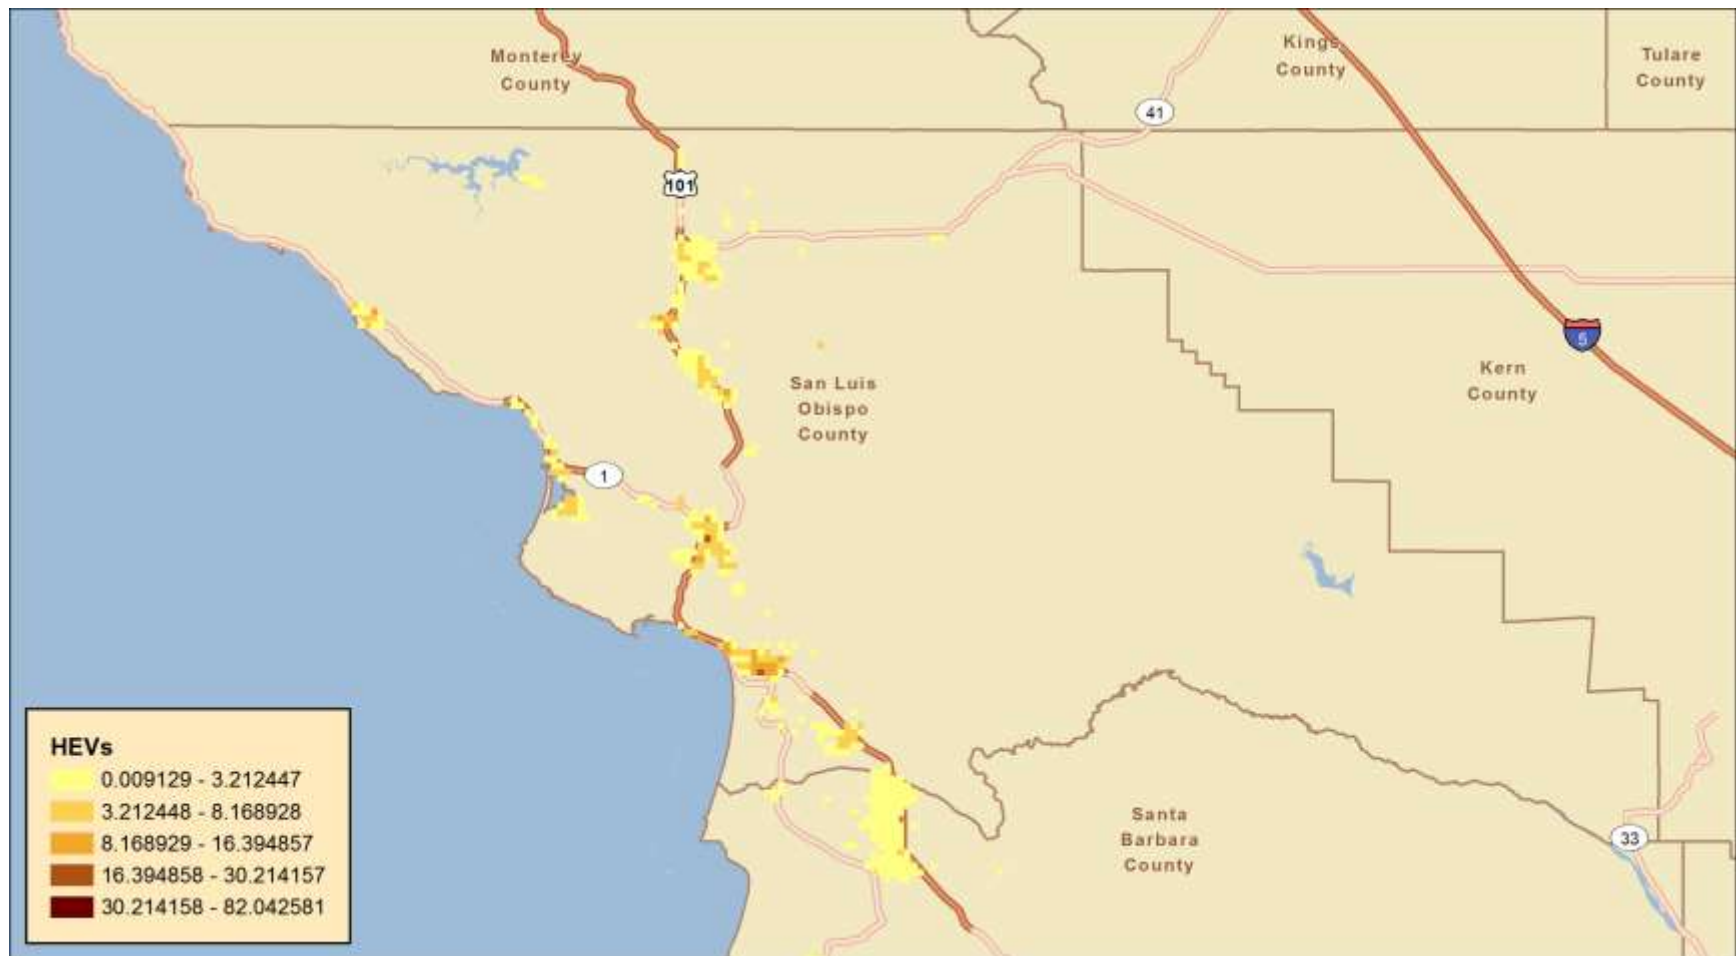 Monterey
County
Kings
County
Tulare
County
41
101
San Luis
Obispo
County
5
Kern
County
1
Santa
Barbara
County
33
HEVs
0.009129 - 3.212447
3.212448 - 8.168928
8.168929 - 16.394857
16.394858 - 30.214157
30.214158 - 82.042581